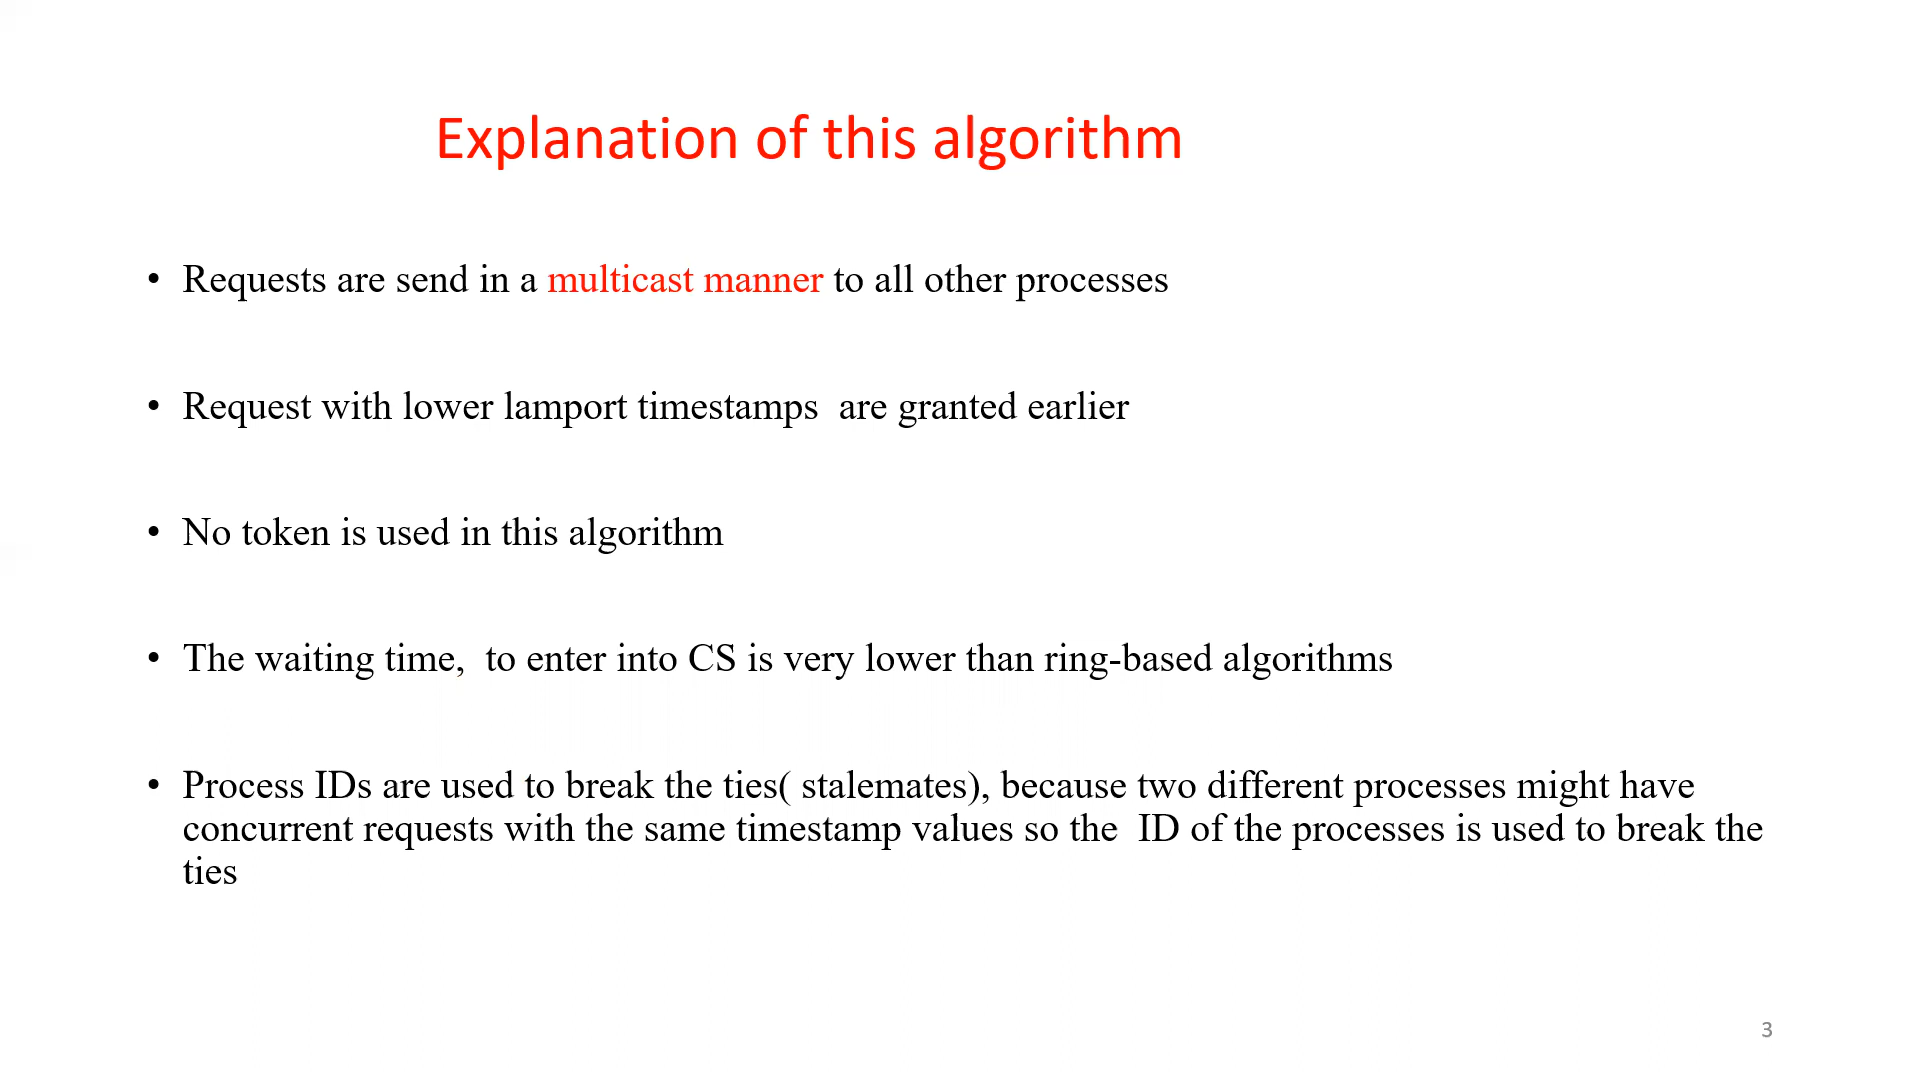 Explanation of this algorithm
• Requests are send in a multicast manner to all other processes
• Request with lower lamport timestamps  are granted earlier
• No token is used in this algorithm
• The waiting time,  to enter into CS is very lower than ring-based algorithms
• Process IDs are used to break the ties( stalemates), because two different processes might have
concurrent requests with the same timestamp values so the  ID of the processes is used to break the
ties
3